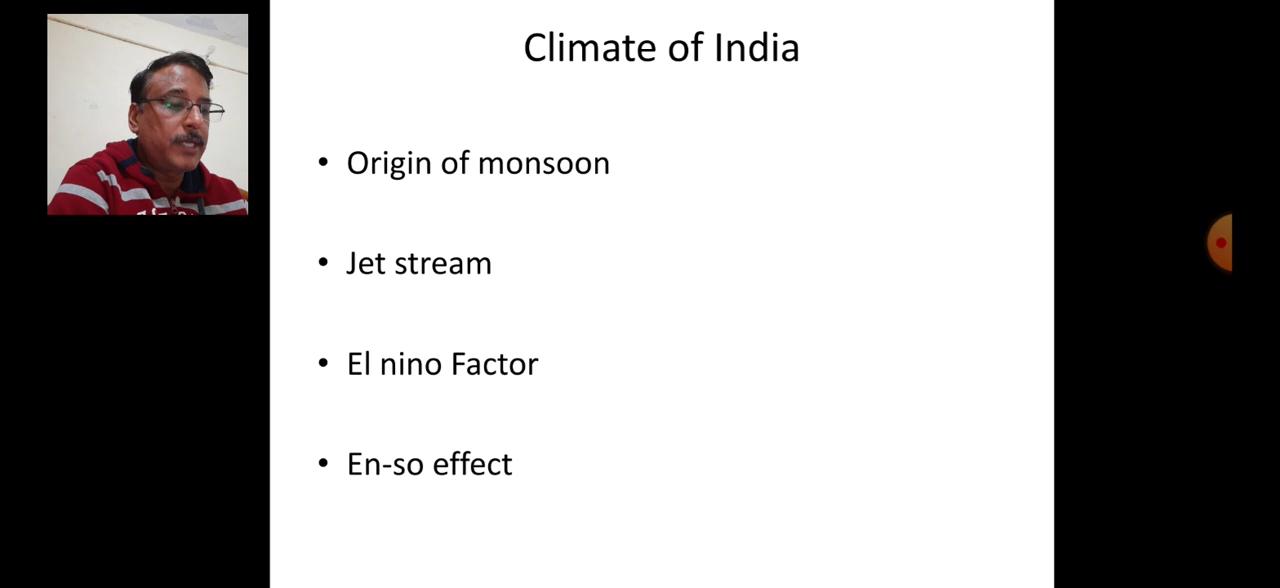 Climate of India
• Origin of monsoon
• Jet stream
• El nino Factor
• En-so effect